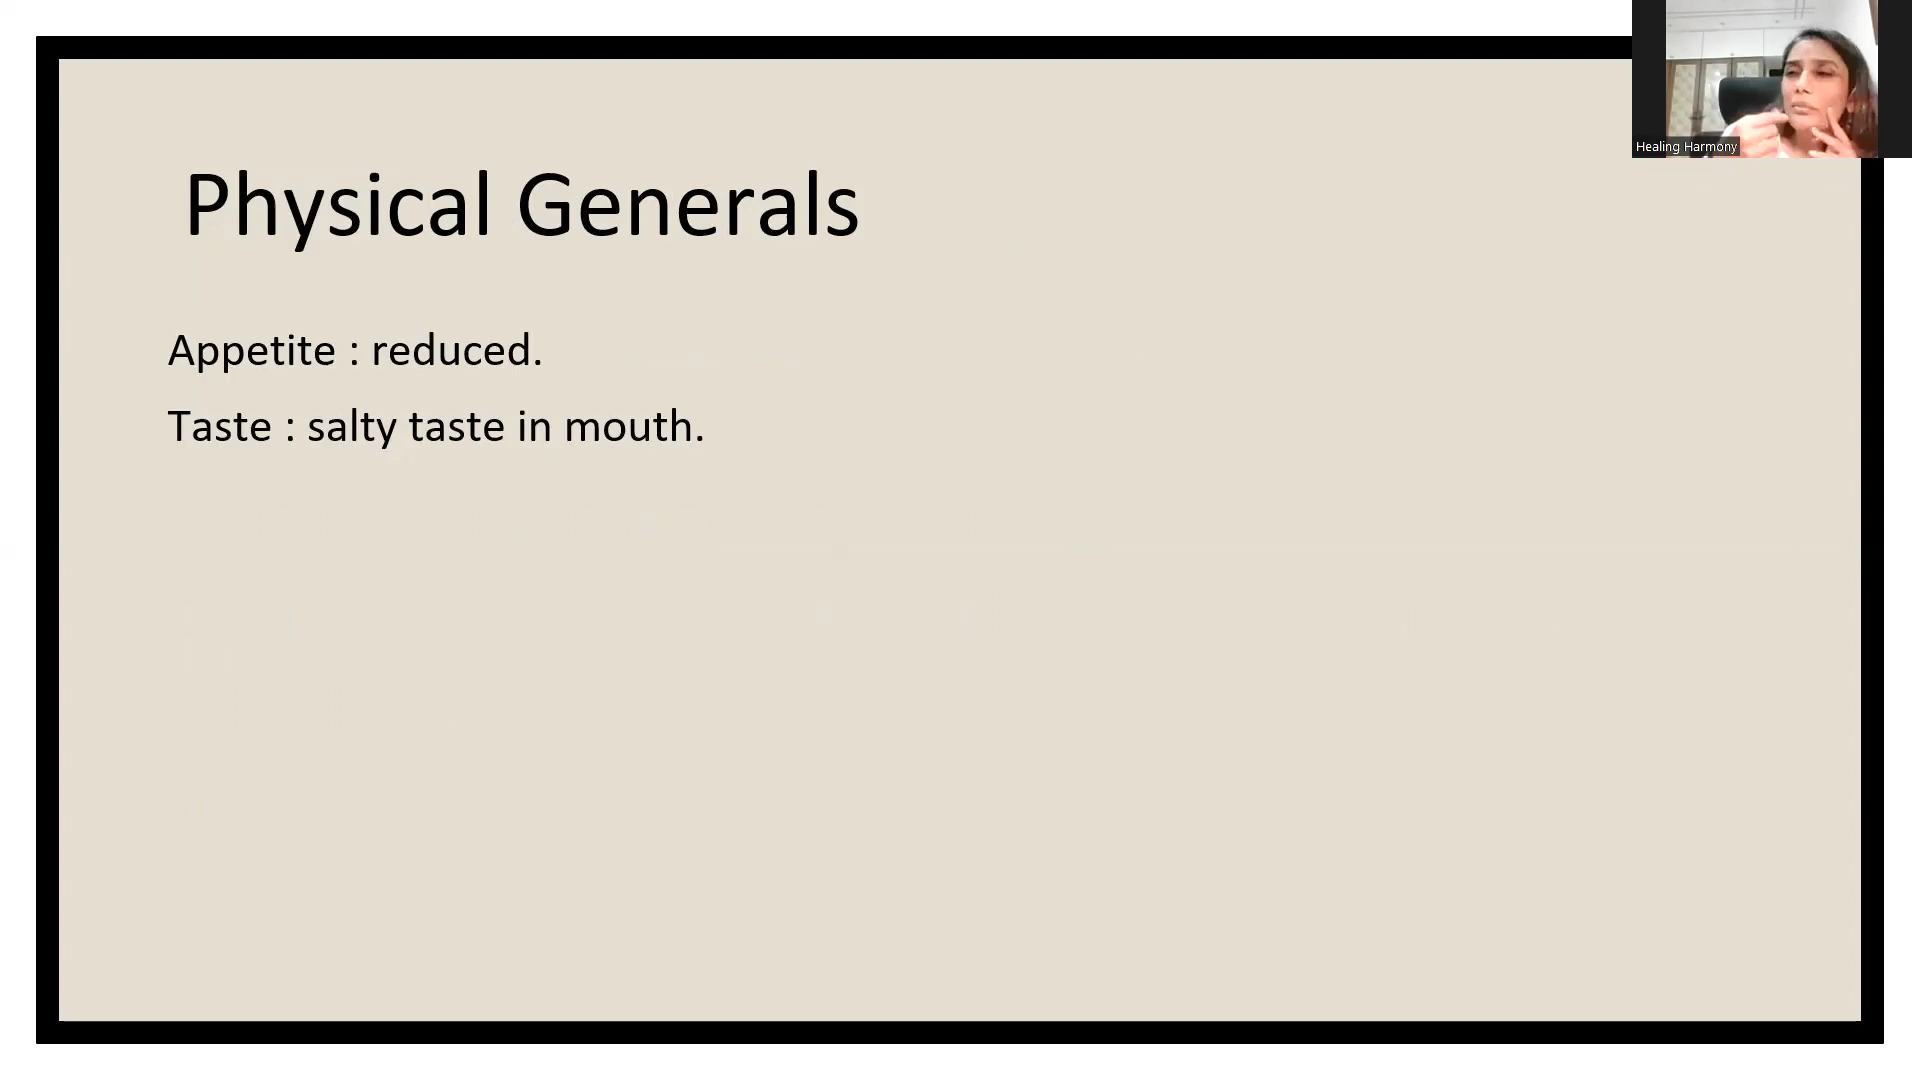 Healing Harmony
Physical Generals
Appetite : reduced.
Taste : salty taste in mouth.